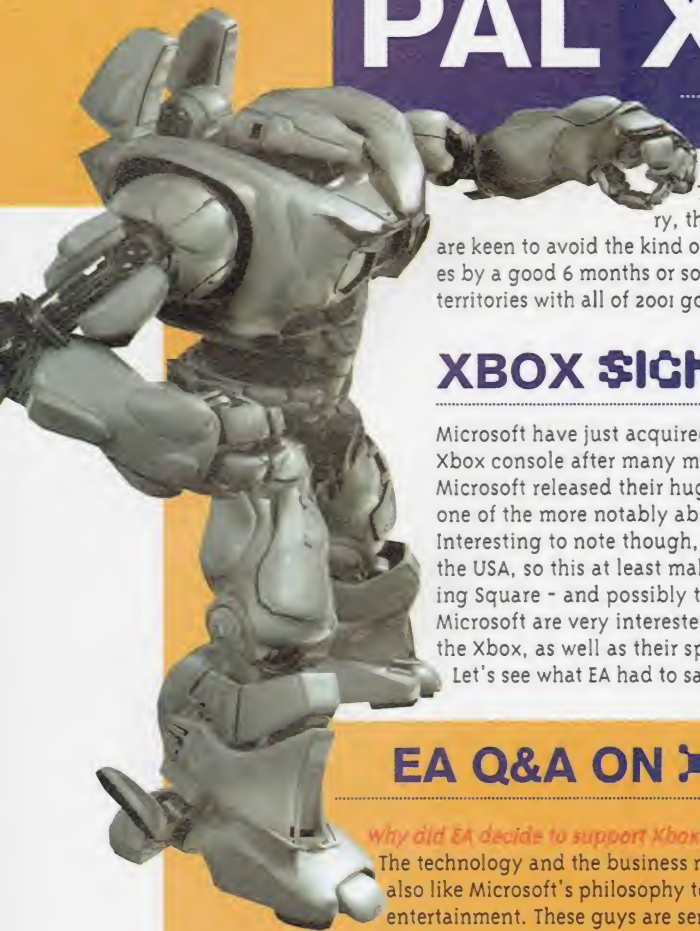 PAL X
ry, th
are keen to avoid the kind o
es by a good 6 months or so
territories with all of 2001 go
XBOX SIGH
Microsoft have just acquired
Xbox console after many m
Microsoft released their hug
one of the more notably ab
Interesting to note though,
the USA, so this at least mak
ing Square - and possibly t
Microsoft are very intereste
the Xbox, as well as their sp
Let's see what EA had to sa
EA Q&A ON
Why did EA decide to support Xbox
The technology and the business m
also like Microsoft's philosophy to
entertainment. These guys are ser